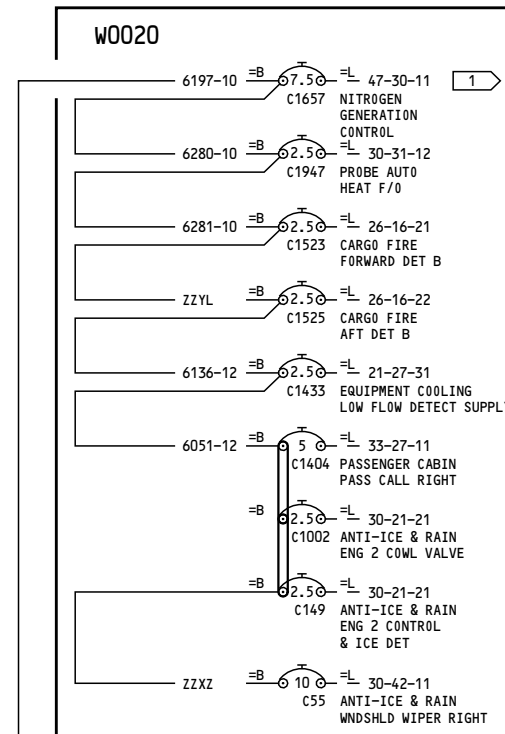 W0020
6197-10 =B 7.5 =L 47-30-11 1
C1657 NITROGEN
GENERATION
CONTROL
6280-10 =B 2.5 =L 30-31-12
C1947 PROBE AUTO
HEAT F/O
6281-10 =B 2.5 =L 26-16-21
C1523 CARGO FIRE
FORWARD DET B
ZZYL =B 2.5 =L 26-16-22
C1525 CARGO FIRE
AFT DET B
6136-12 =B 2.5 =L 21-27-31
C1433 EQUIPMENT COOLING
LOW FLOW DETECT SUPPLY
6051-12 =B 5 =L 33-27-11
C1404 PASSENGER CABIN
PASS CALL RIGHT
=B 2.5 =L 30-21-21
C1002 ANTI-ICE & RAIN
ENG 2 COWL VALVE
=B 2.5 =L 30-21-21
C149 ANTI-ICE & RAIN
ENG 2 CONTROL
& ICE DET
ZZXZ =B 10 =L 30-42-11
C55 ANTI-ICE & RAIN
WNDSHLD WIPER RIGHT